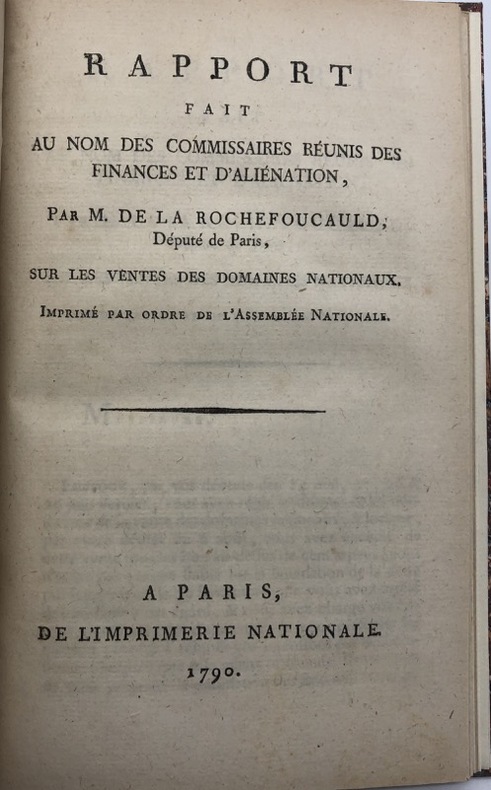 RAPPORT
FAIT
AU NOM DES COMMISSAIRES RÉUNIS DES
FINANCES ET D'ALIÉNATION,
PAR M. DE LA ROCHEFOUCAULD,
Député de Paris,
SUR LES VENTES DES DOMAINES NATIONAUX.
IMPRIMÉ PAR ORDRE DE L'ASSEMBLÉE NATIONALE.
A PARIS,
DE L'IMPRIMERIE NATIONALE.
1790.